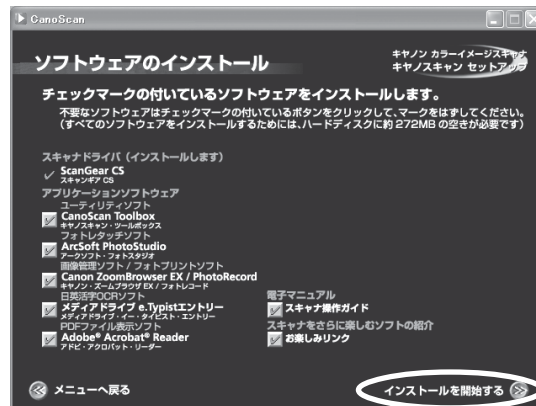 CanoScan
ソフトウェアのインストール
キヤノン カラーイメージスキャナ
キヤノスキャン セットアップ
チェックマークの付いているソフトウェアをインストールします。
不要なソフトウェアはチェックマークの付いているボタンをクリックして、マークをはずしてください。
(すべてのソフトウェアをインストールするためには、ハードディスクに約 272MB の空きが必要です)
スキャナドライバ (インストールします)
ScanGear CS
スキャンギア CS
アプリケーションソフトウェア
ユーティリティソフト
CanoScan Toolbox
キヤノスキャン・ツールボックス
フォトレタッチソフト
ArcSoft PhotoStudio
アークソフト・フォトスタジオ
画像管理ソフト / フォトプリントソフト
Canon ZoomBrowser EX / PhotoRecord
キヤノン・ズームブラウザ EX / フォトレコード
日英活字OCRソフト
メディアドライブ e.Typistエントリー
メディアドライブ・イー・タイピスト・エントリー
PDFファイル表示ソフト
Adobe® Acrobat® Reader
アドビ・アクロバット・リーダー
電子マニュアル
スキャナ操作ガイド
スキャナをさらに楽しむソフトの紹介
お楽しみリンク
メニューへ戻る
インストールを開始する